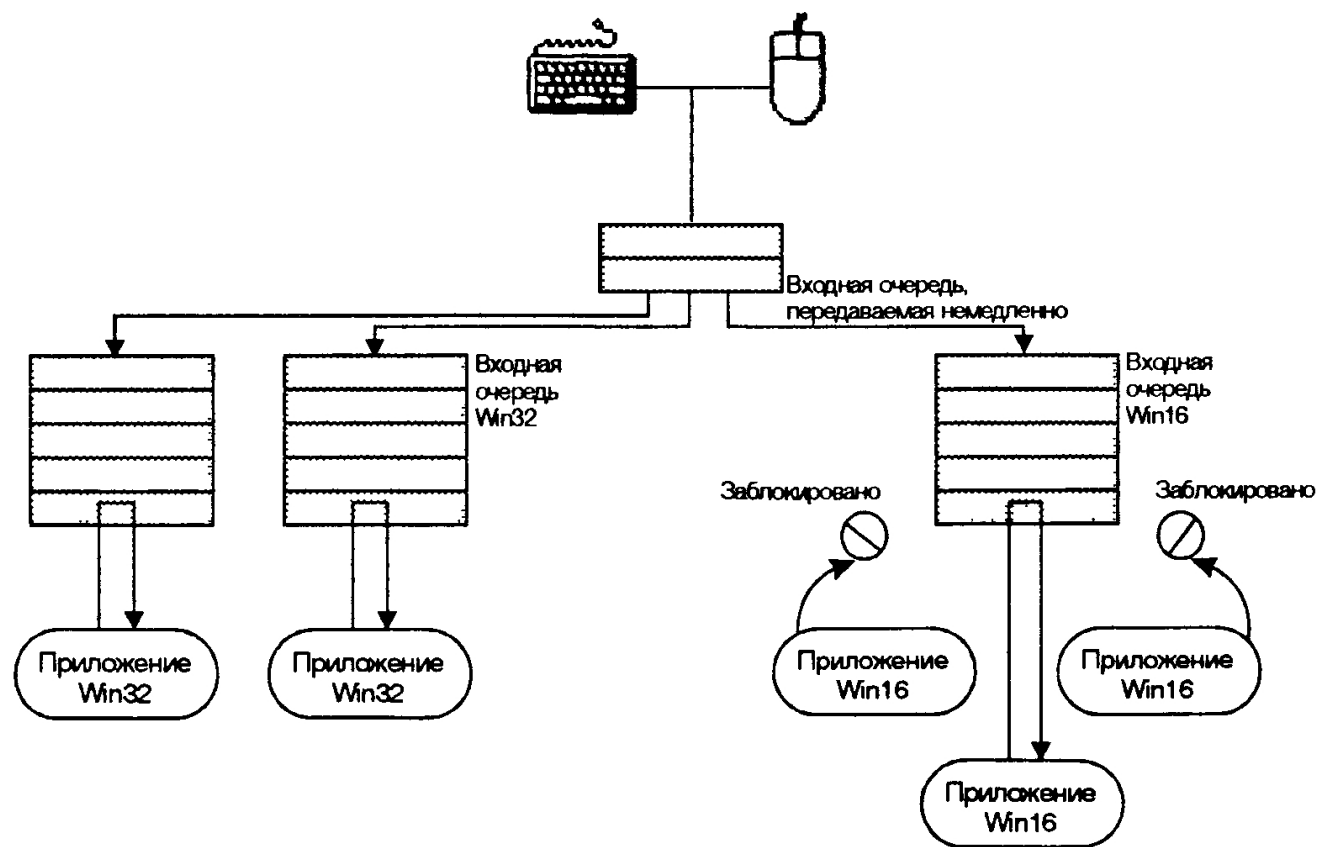 Входная очередь,
передаваемая немедленно
Входная
очередь
Win32
Входная
очередь
Win16
Заблокировано
Заблокировано
Приложение
Win32
Приложение
Win32
Приложение
Win16
Приложение
Win16
Приложение
Win16